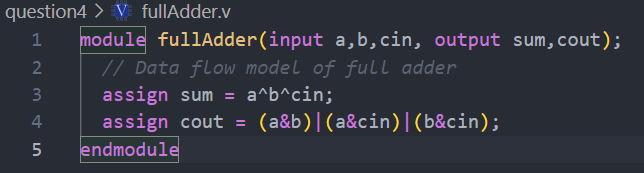 question4 > fullAdder.v
1 module fullAdder(input a,b,cin, output sum,cout);
2   // Data flow model of full adder
3   assign sum = a^b^cin;
4   assign cout = (a&b)|(a&cin)|(b&cin);
5 endmodule